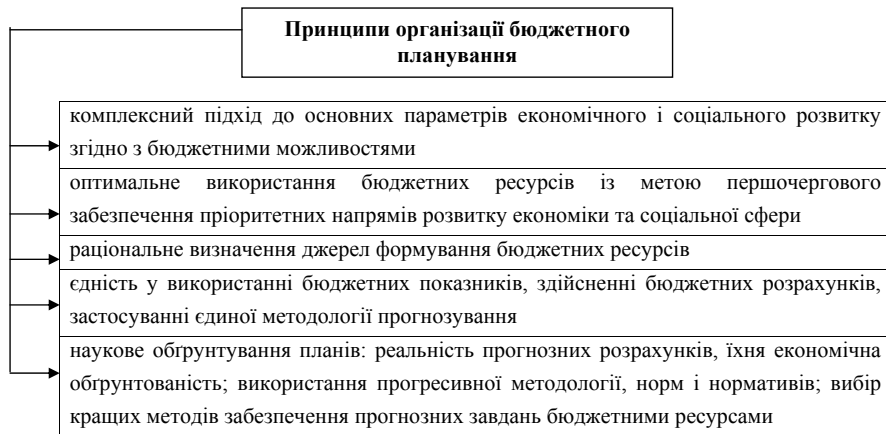 Принципи організації бюджетного
планування
комплексний підхід до основних параметрів економічного і соціального розвитку
згідно з бюджетними можливостями
оптимальне використання бюджетних ресурсів із метою першочергового
забезпечення пріоритетних напрямів розвитку економіки та соціальної сфери
раціональне визначення джерел формування бюджетних ресурсів
єдність у використанні бюджетних показників, здійсненні бюджетних розрахунків,
застосуванні єдиної методології прогнозування
наукове обґрунтування планів: реальність прогнозних розрахунків, їхня економічна
обґрунтованість; використання прогресивної методології, норм і нормативів; вибір
кращих методів забезпечення прогнозних завдань бюджетними ресурсами